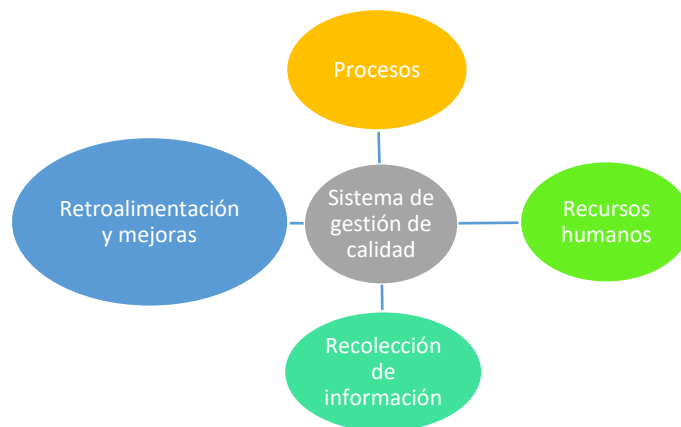 Procesos
Retroalimentación
y mejoras
Sistema de
gestión de
calidad
Recursos
humanos
Recolección
de
información